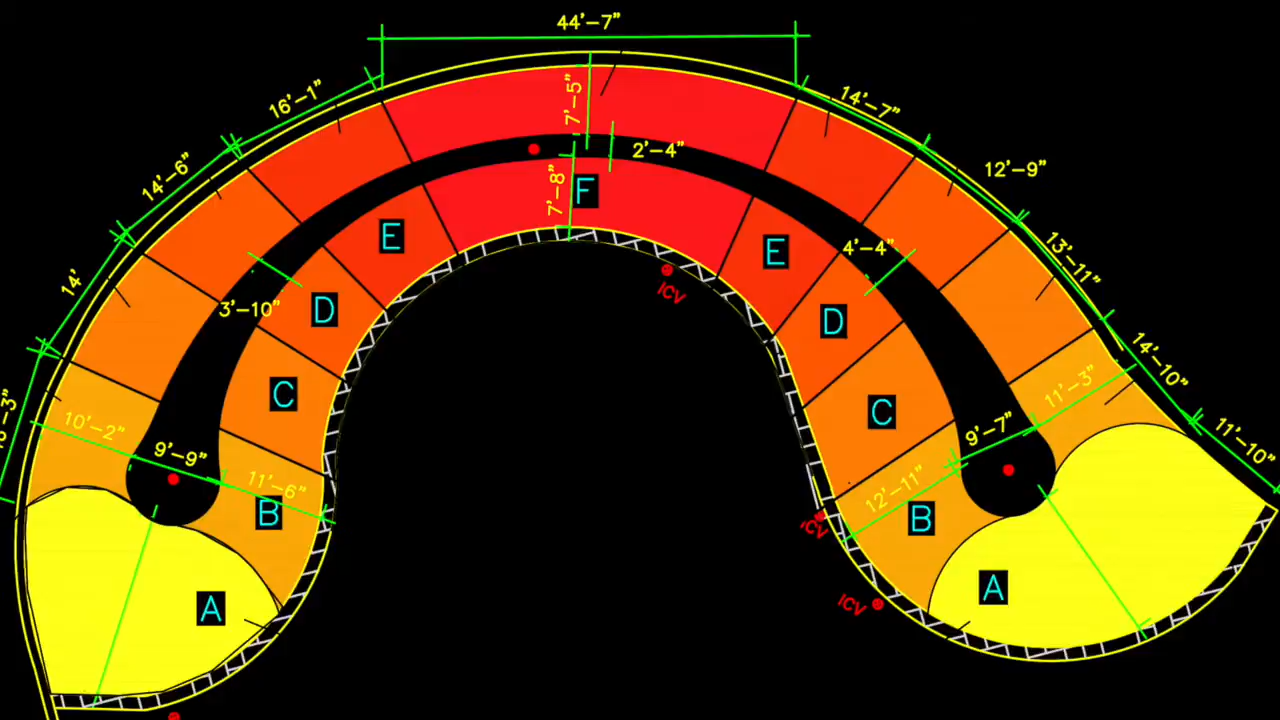 44'-7"
16'-1"
7'-5"
14'-7"
14'-6"
2'-4"
12'-9"
7'-8"
F
E
E
4'-4"
13'-11"
14'
3'-10"
D
D
ICV
14'-10"
C
C
11'-3"
10'-2"
9'-9"
9'-7"
11'-10"
11'-6"
12'-11"
B
B
ICV
A
A
ICV